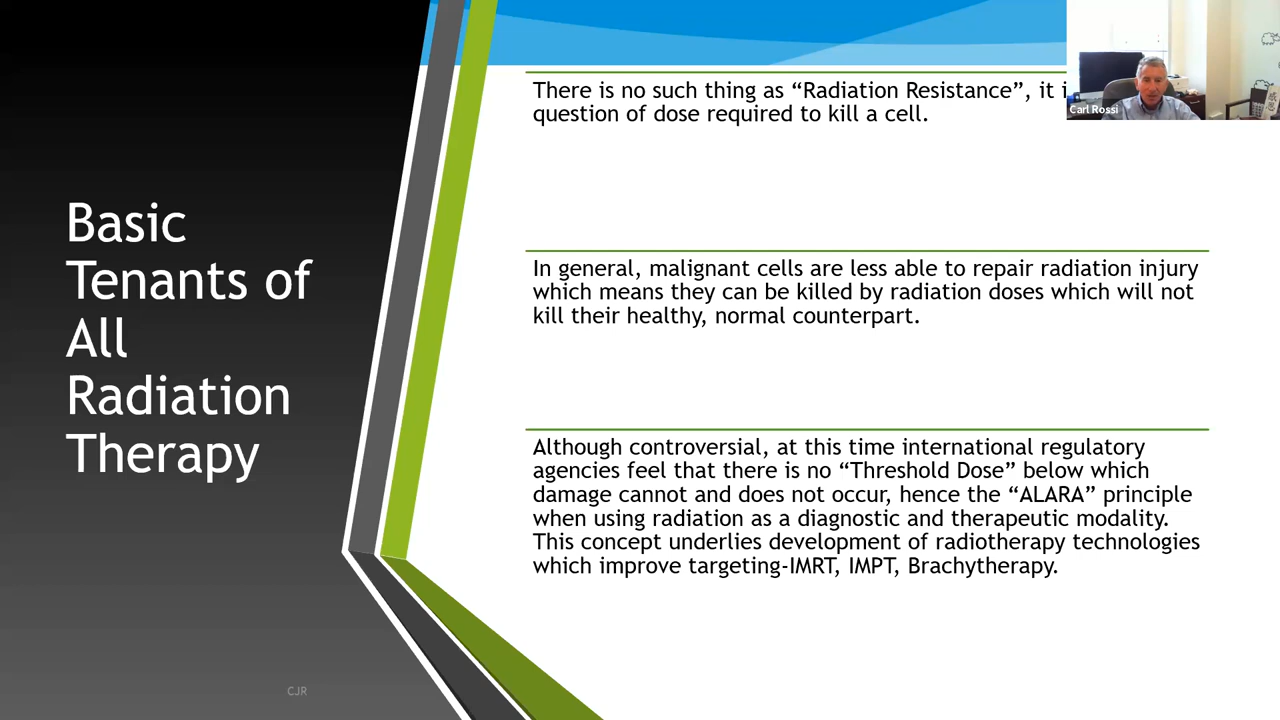 Basic
Tenants of
All
Radiation
Therapy
There is no such thing as “Radiation Resistance”, it
question of dose required to kill a cell.
In general, malignant cells are less able to repair radiation injury
which means they can be killed by radiation doses which will not
kill their healthy, normal counterpart.
Although controversial, at this time international regulatory
agencies feel that there is no “Threshold Dose” below which
damage cannot and does not occur, hence the “ALARA” principle
when using radiation as a diagnostic and therapeutic modality.
This concept underlies development of radiotherapy technologies
which improve targeting-IMRT, IMPT, Brachytherapy.
Carl Rossi
CJR